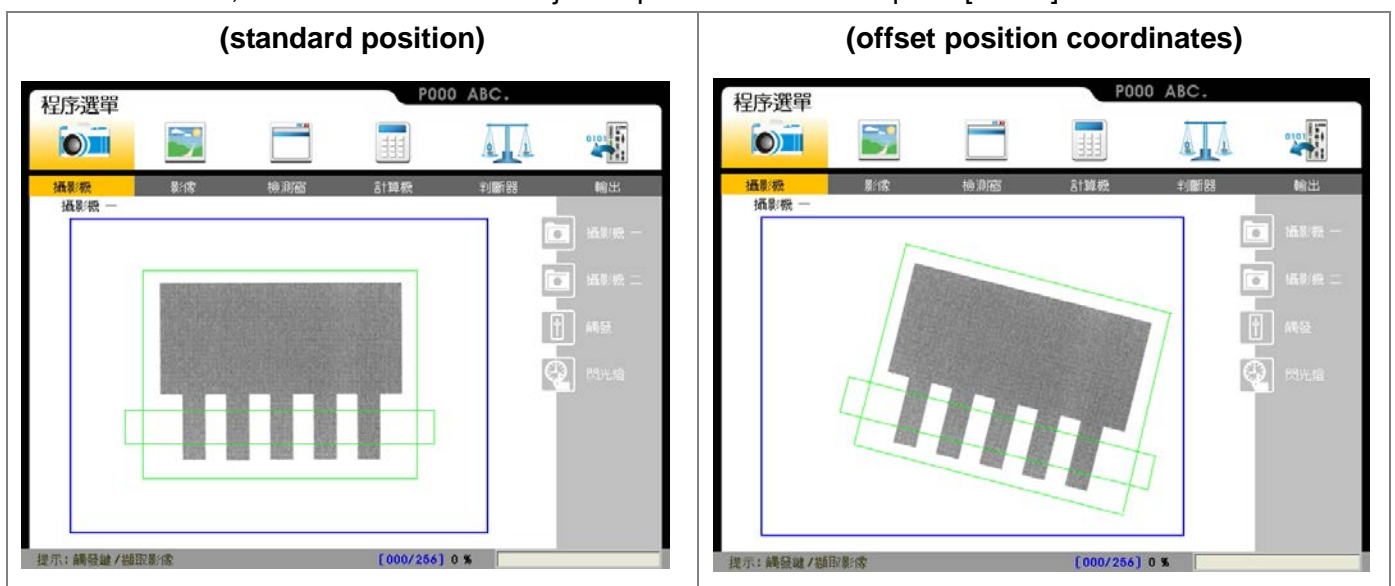 (standard position)
程序選單
P000 ABC.
攝影機 影像 檢測窗 計算機 判斷器 輸出
攝影機 一
攝影機 一
攝影機 二
觸發
閃光燈
提示: 觸發鍵/擷取影像 [000/256] 0 %
(offset position coordinates)
程序選單
P000 ABC.
攝影機 影像 檢測窗 計算機 判斷器 輸出
攝影機 一
攝影機 一
攝影機 二
觸發
閃光燈
提示: 觸發鍵/擷取影像 [000/256] 0 %